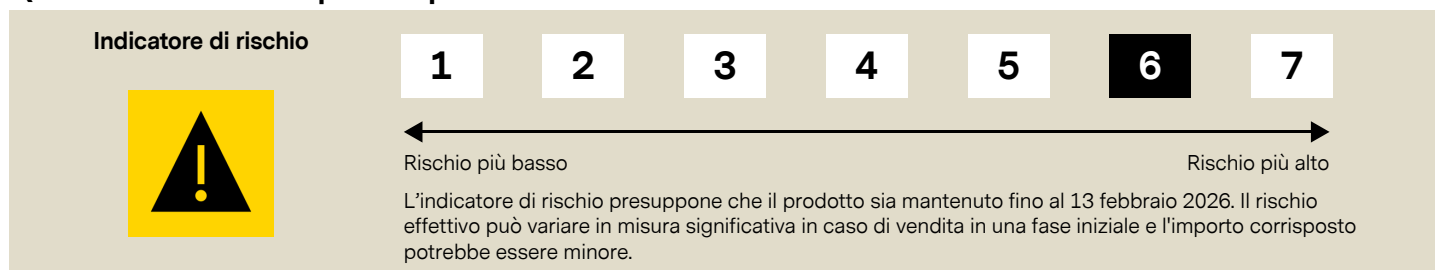 Indicatore di rischio
1 2 3 4 5 6 7
Rischio più basso Rischio più alto
L'indicatore di rischio presuppone che il prodotto sia mantenuto fino al 13 febbraio 2026. Il rischio
effettivo può variare in misura significativa in caso di vendita in una fase iniziale e l'importo corrisposto
potrebbe essere minore.